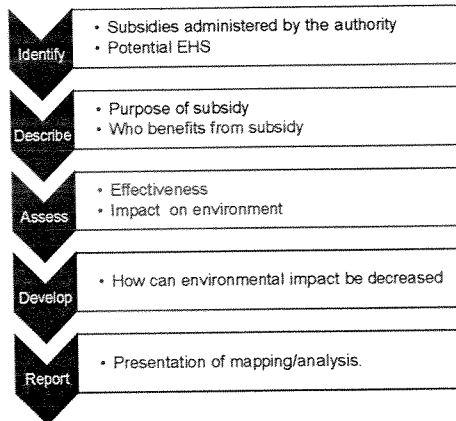 Identify
• Subsidies administered by the authority
• Potential EHS
Describe
• Purpose of subsidy
• Who benefits from subsidy
Assess
• Effectiveness
• Impact on environment
Develop
• How can environmental impact be decreased
Report
• Presentation of mapping/analysis.